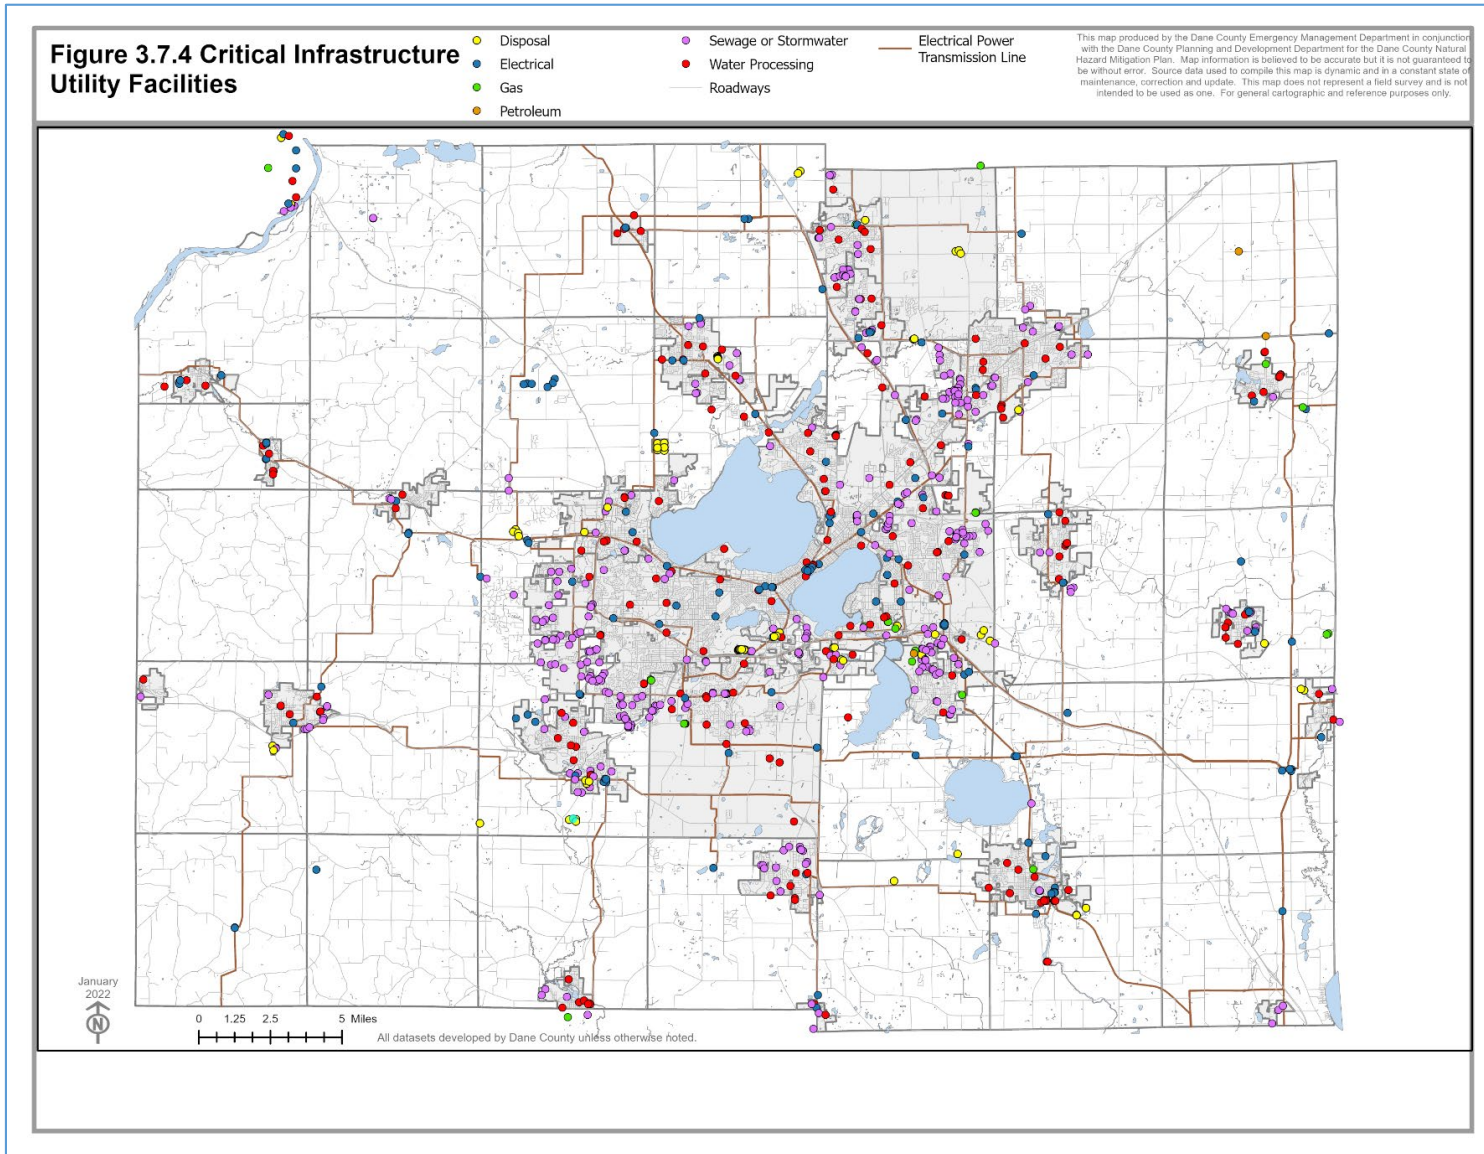 Figure 3.7.4 Critical Infrastructure
Utility Facilities
Disposal
Electrical
Gas
Petroleum
Sewage or Stormwater
Water Processing
Roadways
Electrical Power
Transmission Line
This map produced by the Dane County Emergency Management Department in conjunction
with the Dane County Planning and Development Department for the Dane County Natural
Hazard Mitigation Plan. Map information is believed to be accurate but it is not guaranteed to
be without error. Source data used to compile this map is dynamic and in a constant state of
maintenance, correction and update. This map does not represent a field survey and is not
intended to be used as one. For general cartographic and reference purposes only.
January
2022
N
0 1.25 2.5 5 Miles
All datasets developed by Dane County unless otherwise noted.